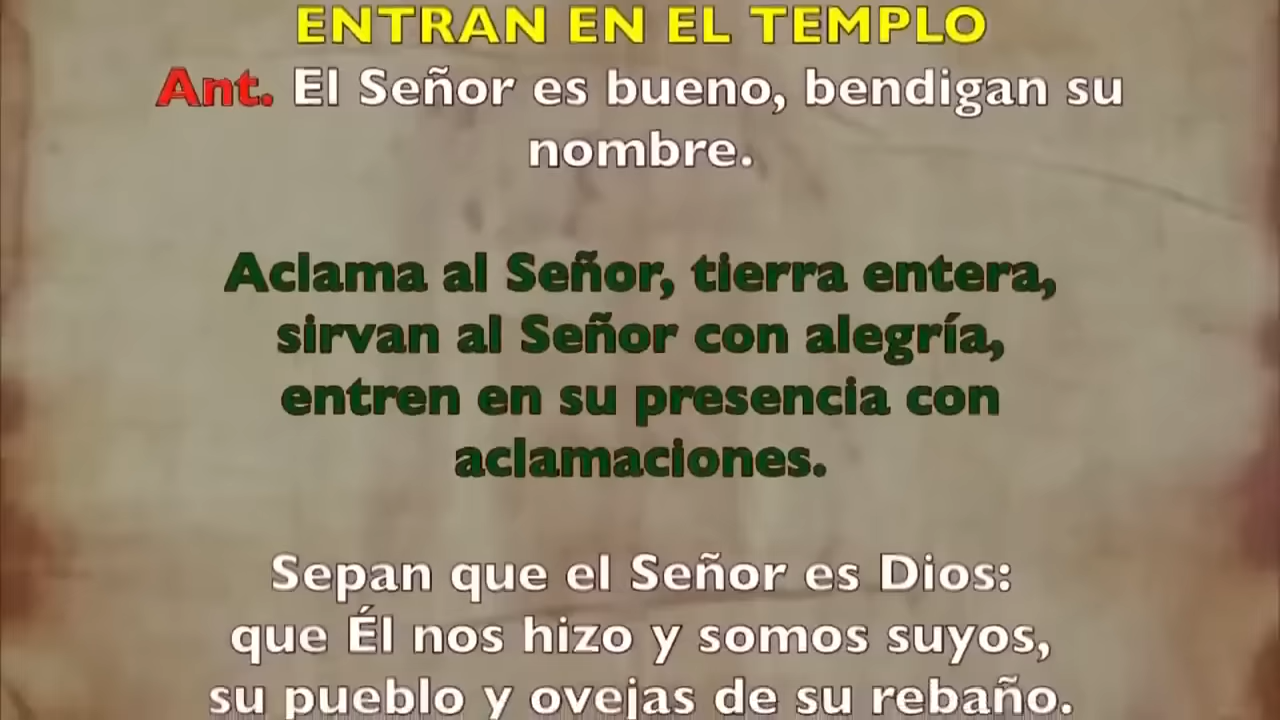 ENTRAN EN EL TEMPLO
Ant. El Señor es bueno, bendigan su
nombre.
Aclama al Señor, tierra entera,
sirvan al Señor con alegría,
entren en su presencia con
aclamaciones.
Sepan que el Señor es Dios:
que Él nos hizo y somos suyos,
su pueblo y ovejas de su rebaño.